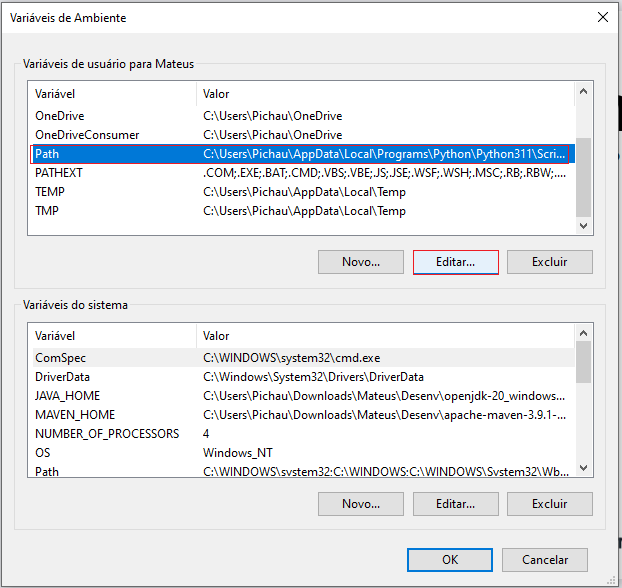 Variáveis de Ambiente
Variáveis de usuário para Mateus
Variável Valor
OneDrive C:\Users\Pichau\OneDrive
OneDriveConsumer C:\Users\Pichau\OneDrive
Path C:\Users\Pichau\AppData\Local\Programs\Python\Python311\Scri...
PATHEXT .COM;.EXE;.BAT;.CMD;.VBS;.VBE;.JS;.JSE;.WSF;.WSH;.MSC;.RB;.RBW;....
TEMP C:\Users\Pichau\AppData\Local\Temp
TMP C:\Users\Pichau\AppData\Local\Temp
Novo... Editar... Excluir
Variáveis do sistema
Variável Valor
ComSpec C:\WINDOWS\system32\cmd.exe
DriverData C:\Windows\System32\Drivers\DriverData
JAVA_HOME C:\Users\Pichau\Downloads\Mateus\Desenv\openjdk-20_windows...
MAVEN_HOME C:\Users\Pichau\Downloads\Mateus\Desenv\apache-maven-3.9.1-...
NUMBER_OF_PROCESSORS 4
OS Windows_NT
Path C:\WINDOWS\system32;C:\WINDOWS;C:\WINDOWS\System32\Wb...
Novo... Editar... Excluir
OK Cancelar